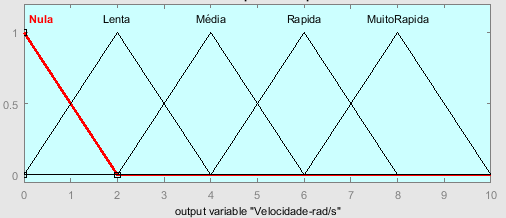 Nula Lenta Média Rapida MuitoRapida
1
0.5
0
0 1 2 3 4 5 6 7 8 9 10
output variable "Velocidade-rad/s"